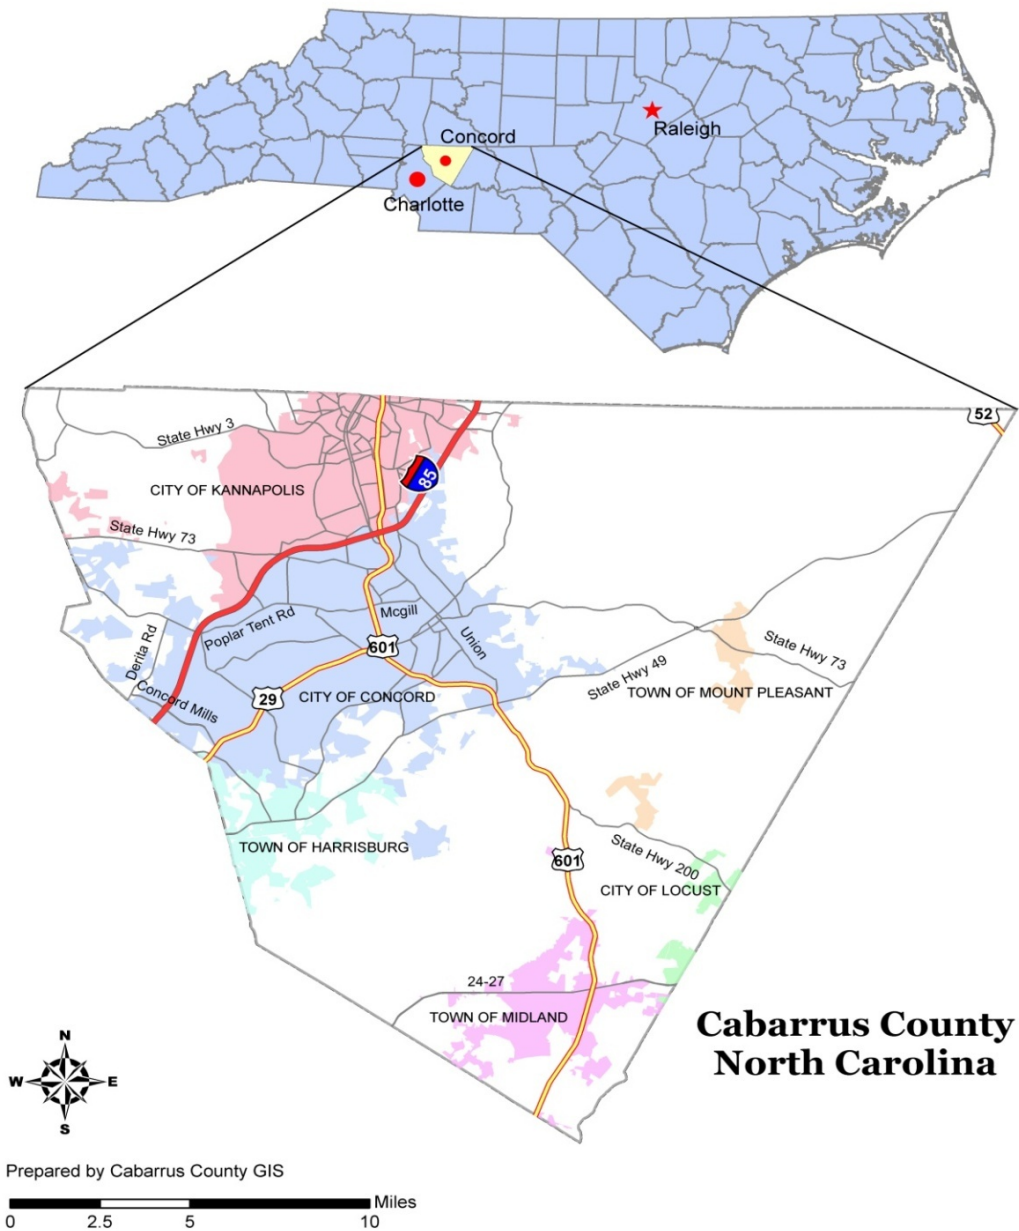 Concord
Raleigh
Charlotte
52
State Hwy 3
85
CITY OF KANNAPOLIS
State Hwy 73
Poplar Tent Rd
Mcgill
Union
Derita Rd
601
State Hwy 73
State Hwy 49
Concord Mills
29
CITY OF CONCORD
TOWN OF MOUNT PLEASANT
TOWN OF HARRISBURG
State Hwy 200
601
CITY OF LOCUST
24-27
TOWN OF MIDLAND
Cabarrus County
North Carolina
N
W E
S
Prepared by Cabarrus County GIS
Miles
0 2.5 5 10